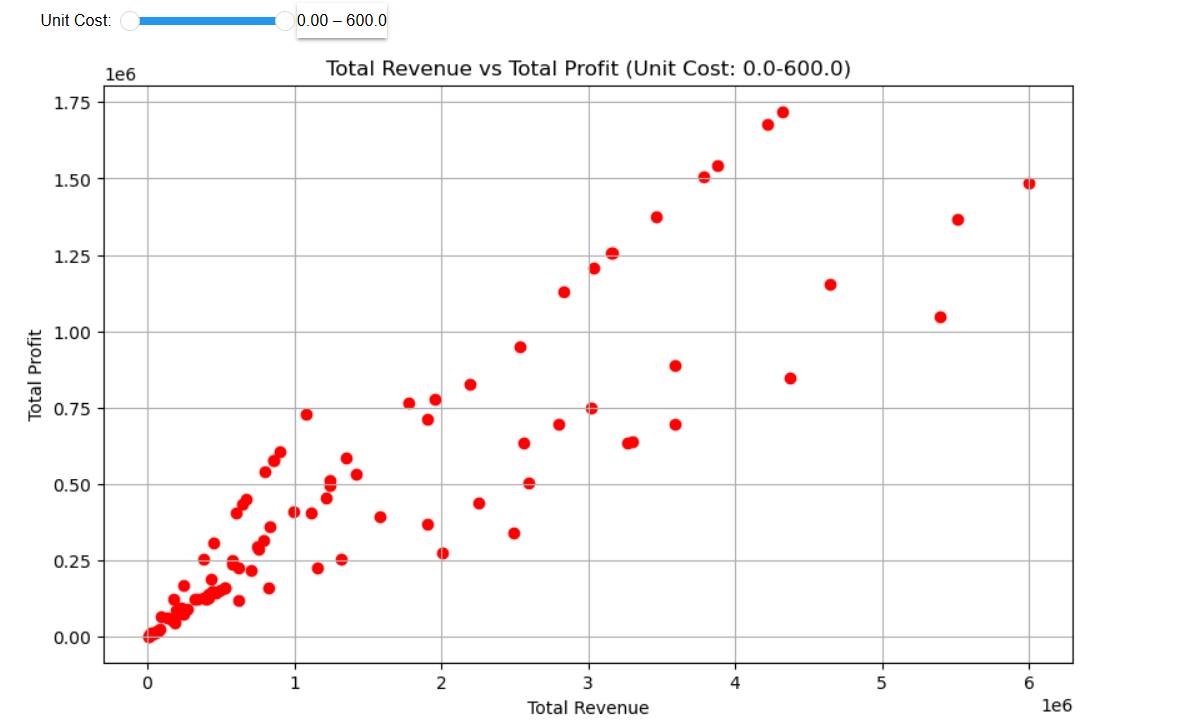 Unit Cost: 0.00 – 600.0
Total Revenue vs Total Profit (Unit Cost: 0.0-600.0)
1e6
1.75
1.50
1.25
1.00
0.75
0.50
0.25
0.00
Total Profit
0 1 2 3 4 5 6
1e6
Total Revenue